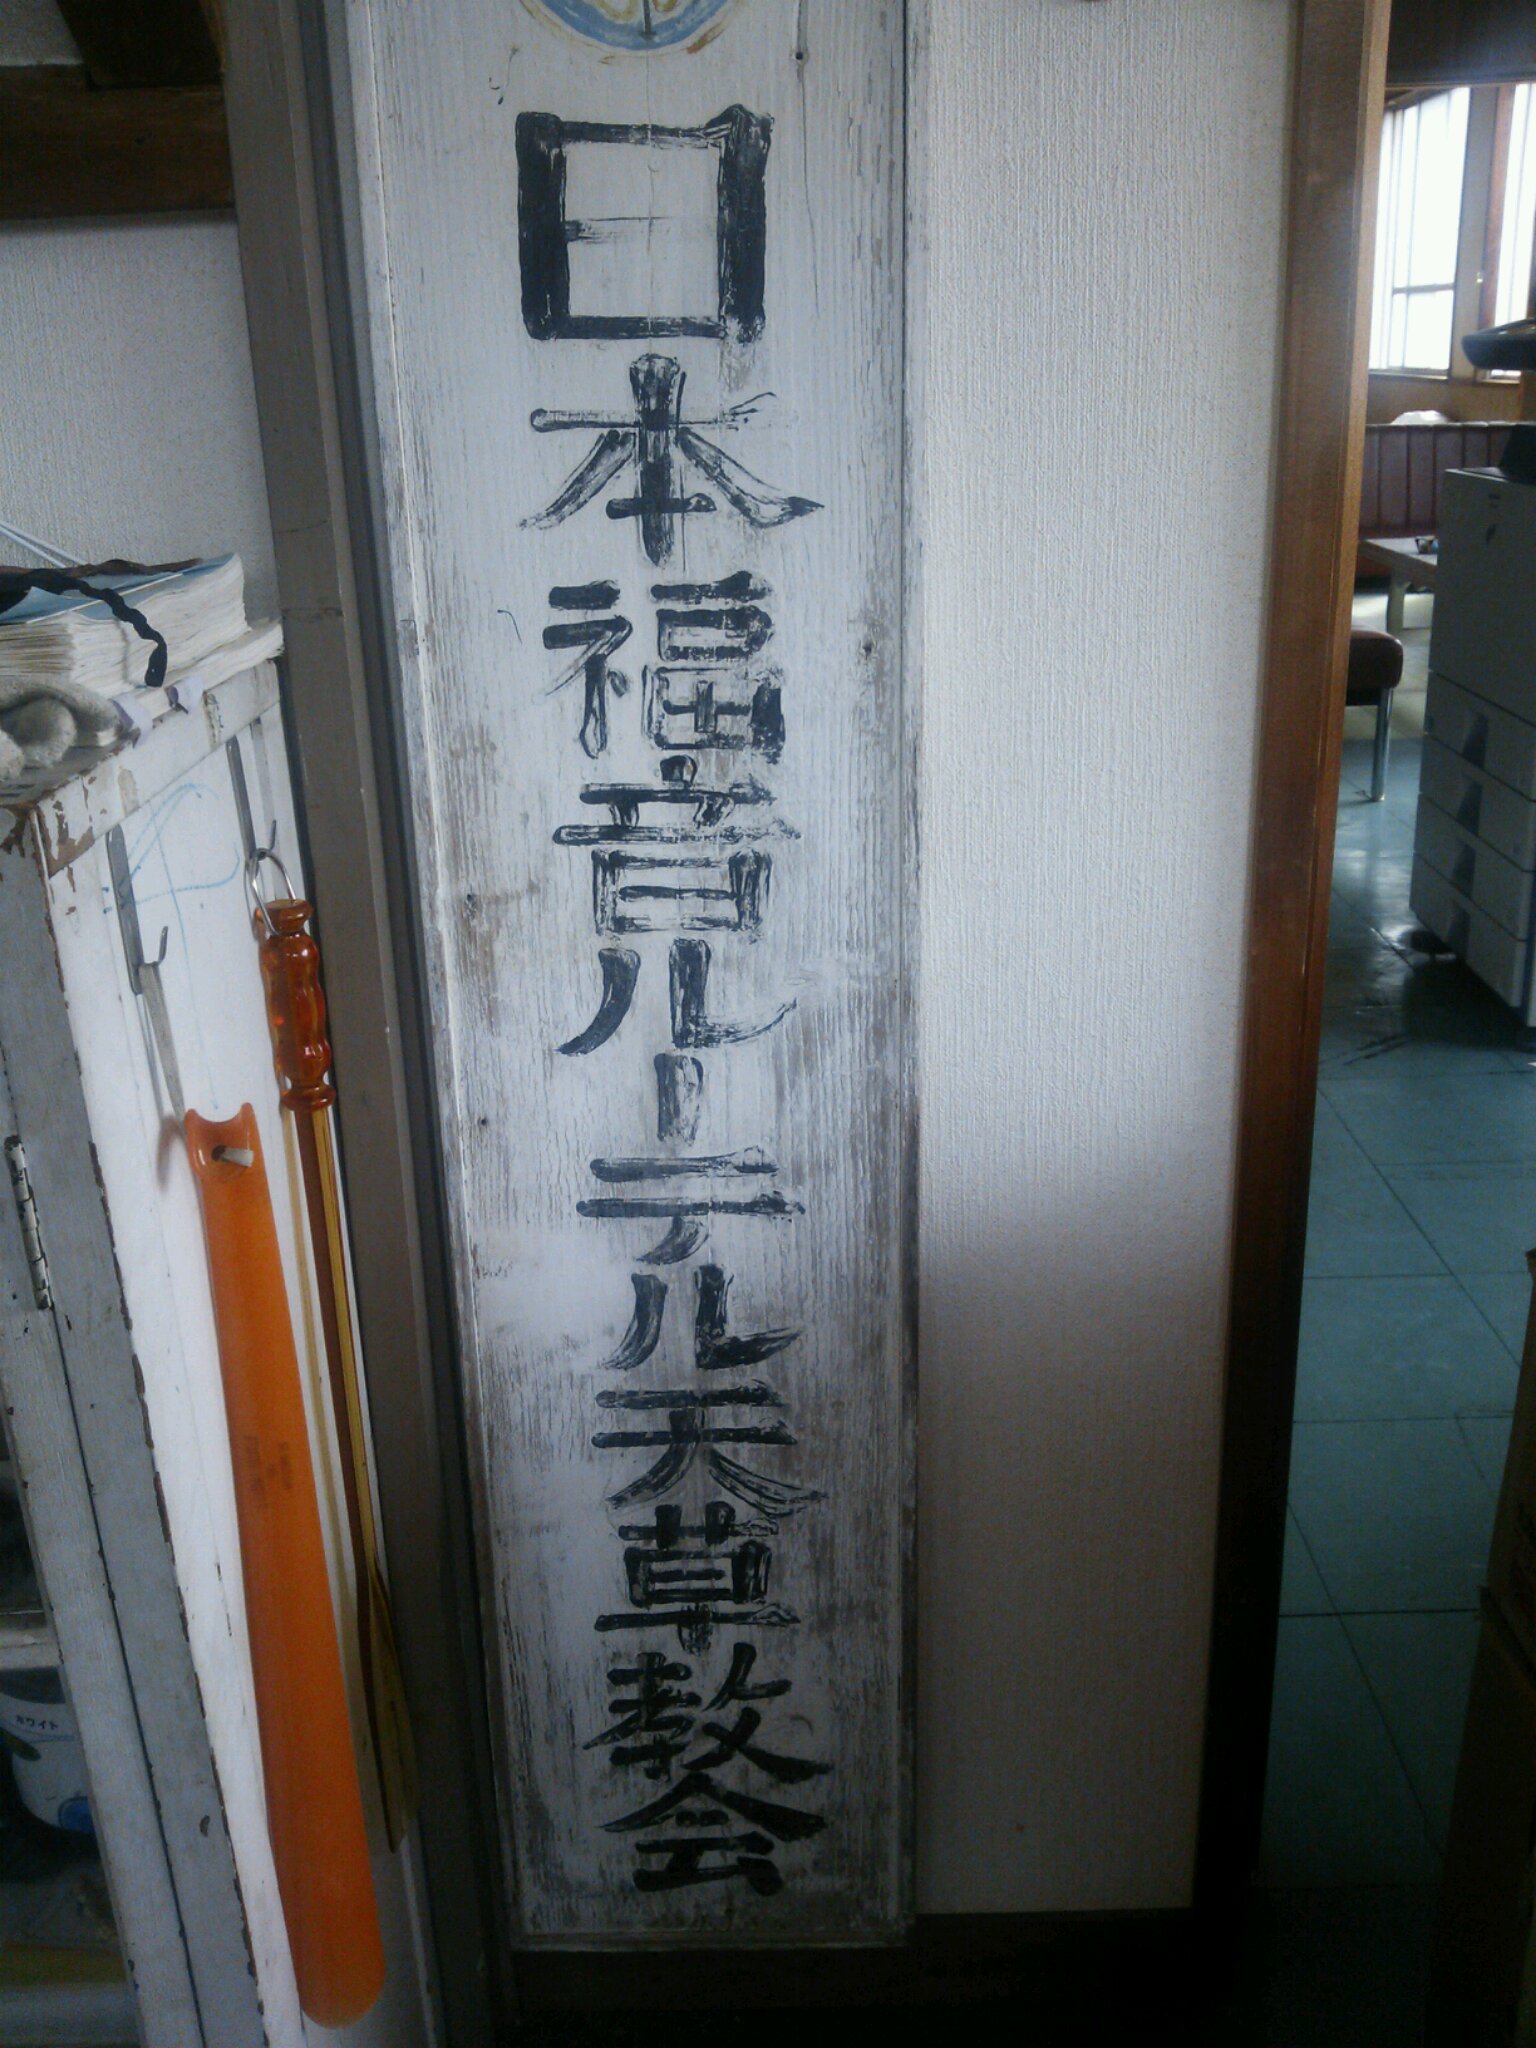 日本福音ルーテル天草教会
ホワイト